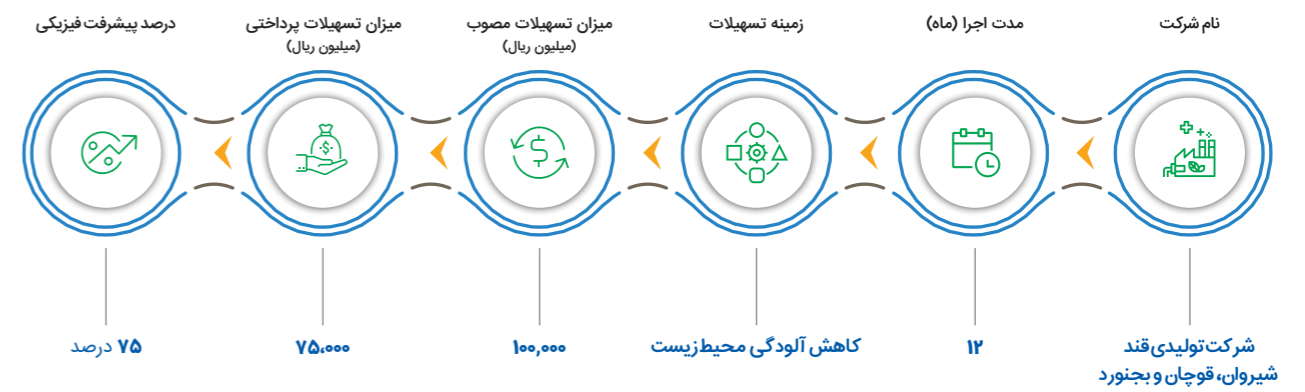 نام شرکت
مدت اجرا (ماه)
زمینه تسهیلات
میزان تسهیلات مصوب
(میلیون ریال)
میزان تسهیلات پرداختی
(میلیون ریال)
درصد پیشرفت فیزیکی
شرکت تولیدی قند
شیروان، قوچان و بجنورد
۱۲
کاهش آلودگی محیط زیست
۱۰۰,۰۰۰
۷۵,۰۰۰
۷۵ درصد